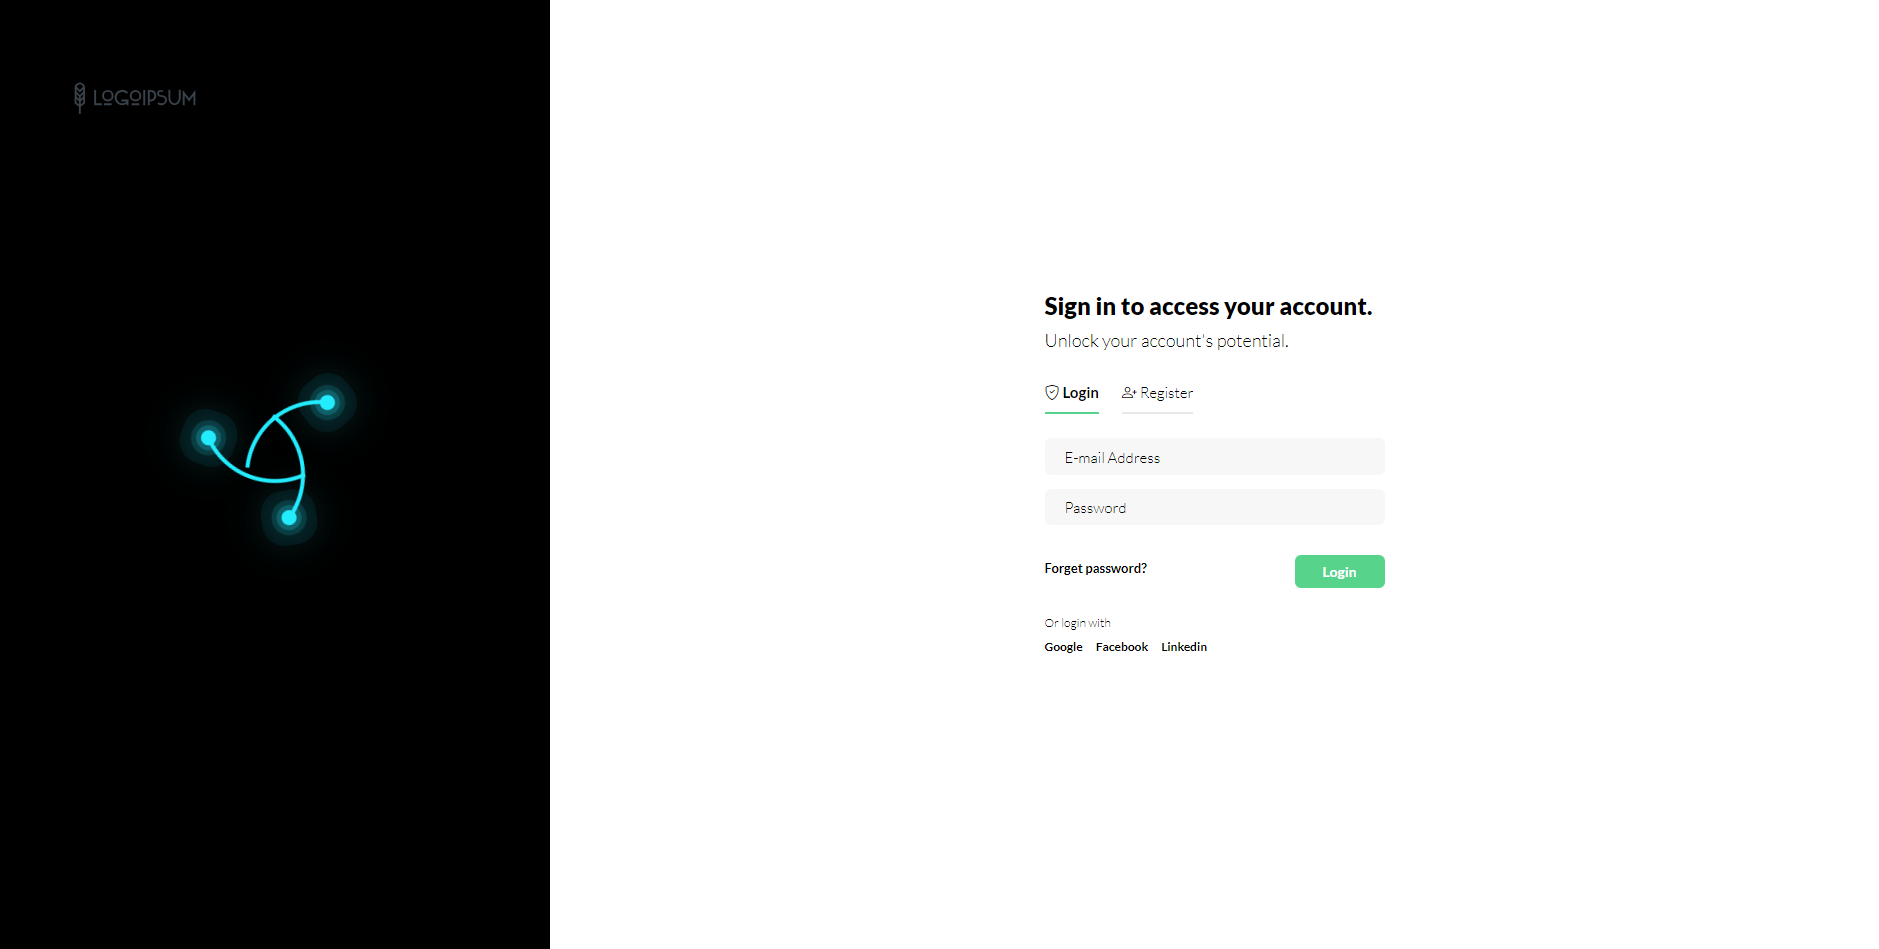 LOGOIPSUM
Sign in to access your account.
Unlock your account's potential.
Login Register
E-mail Address
Password
Forget password? Login
Or login with
Google Facebook Linkedin